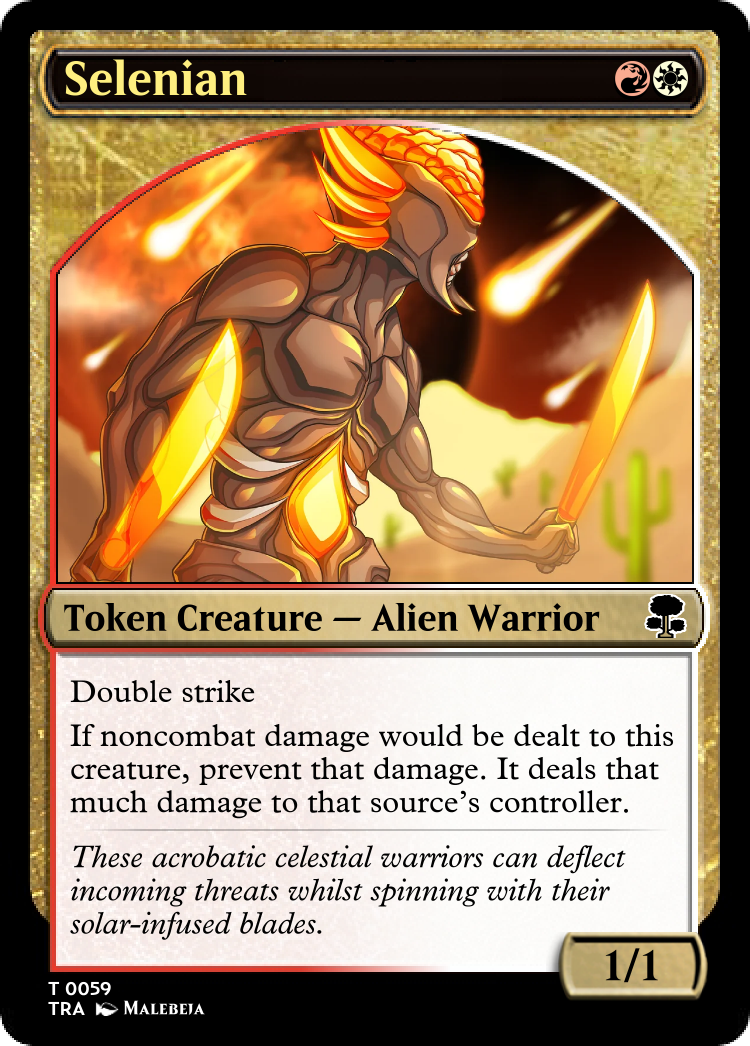 Selenian
Token Creature — Alien Warrior
Double strike
If noncombat damage would be dealt to this
creature, prevent that damage. It deals that
much damage to that source's controller.
These acrobatic celestial warriors can deflect
incoming threats whilst spinning with their
solar-infused blades.
1/1
T 0059
TRA Malebeja